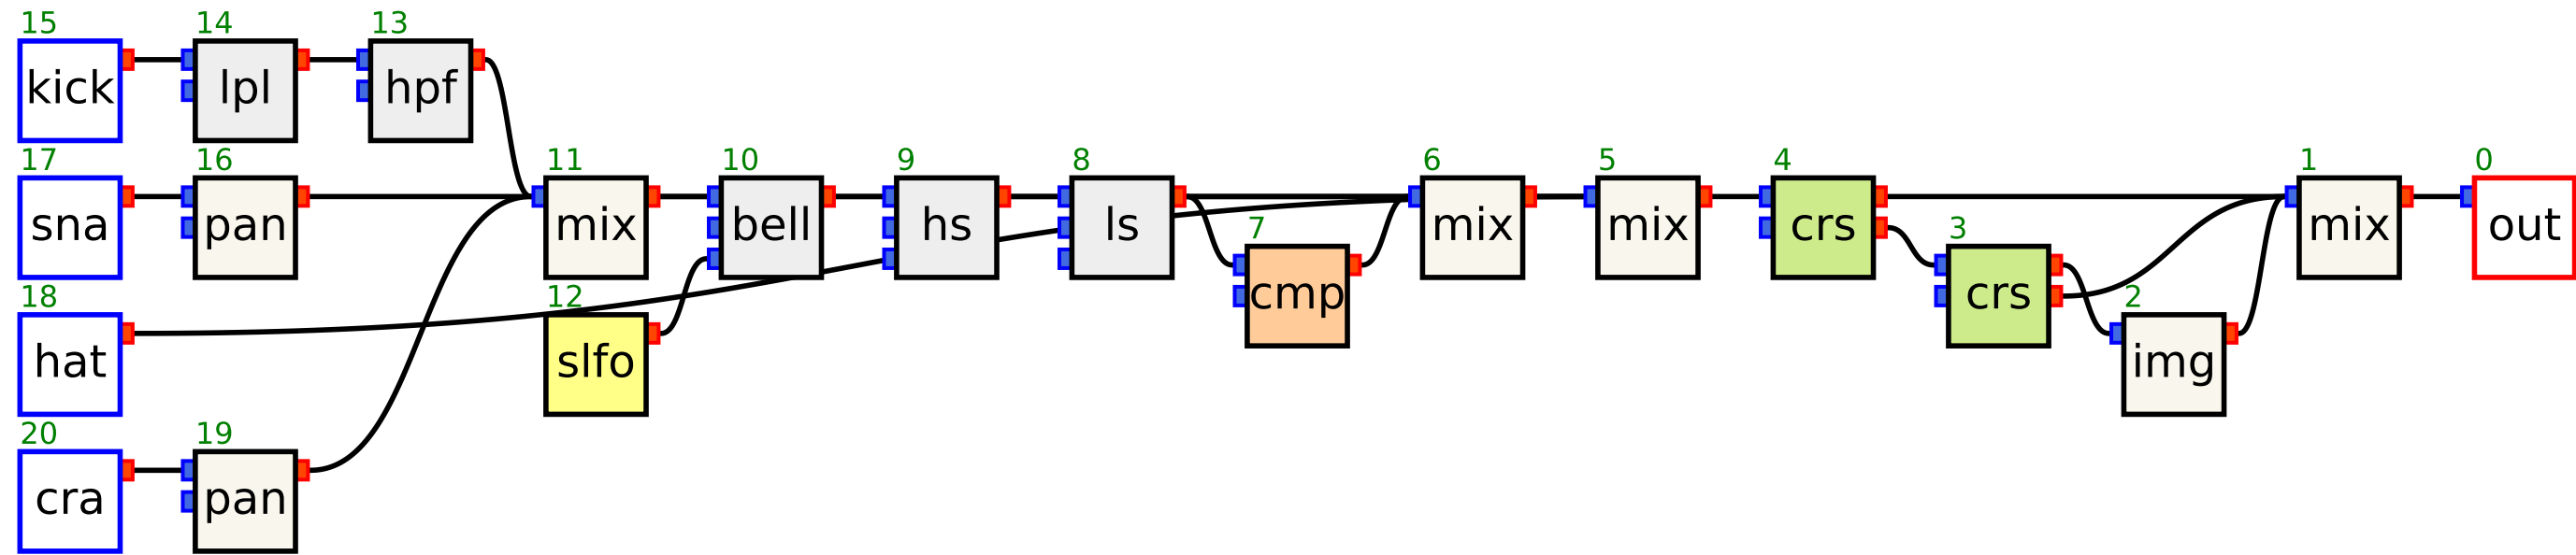 15 14 13
kick lpl hpf
17 16 11 10 9 8 6 5 4 1 0
sna pan mix bell hs ls mix mix crs mix out
7 3
cmp crs
18 12 2
hat slfo img
20 19
cra pan